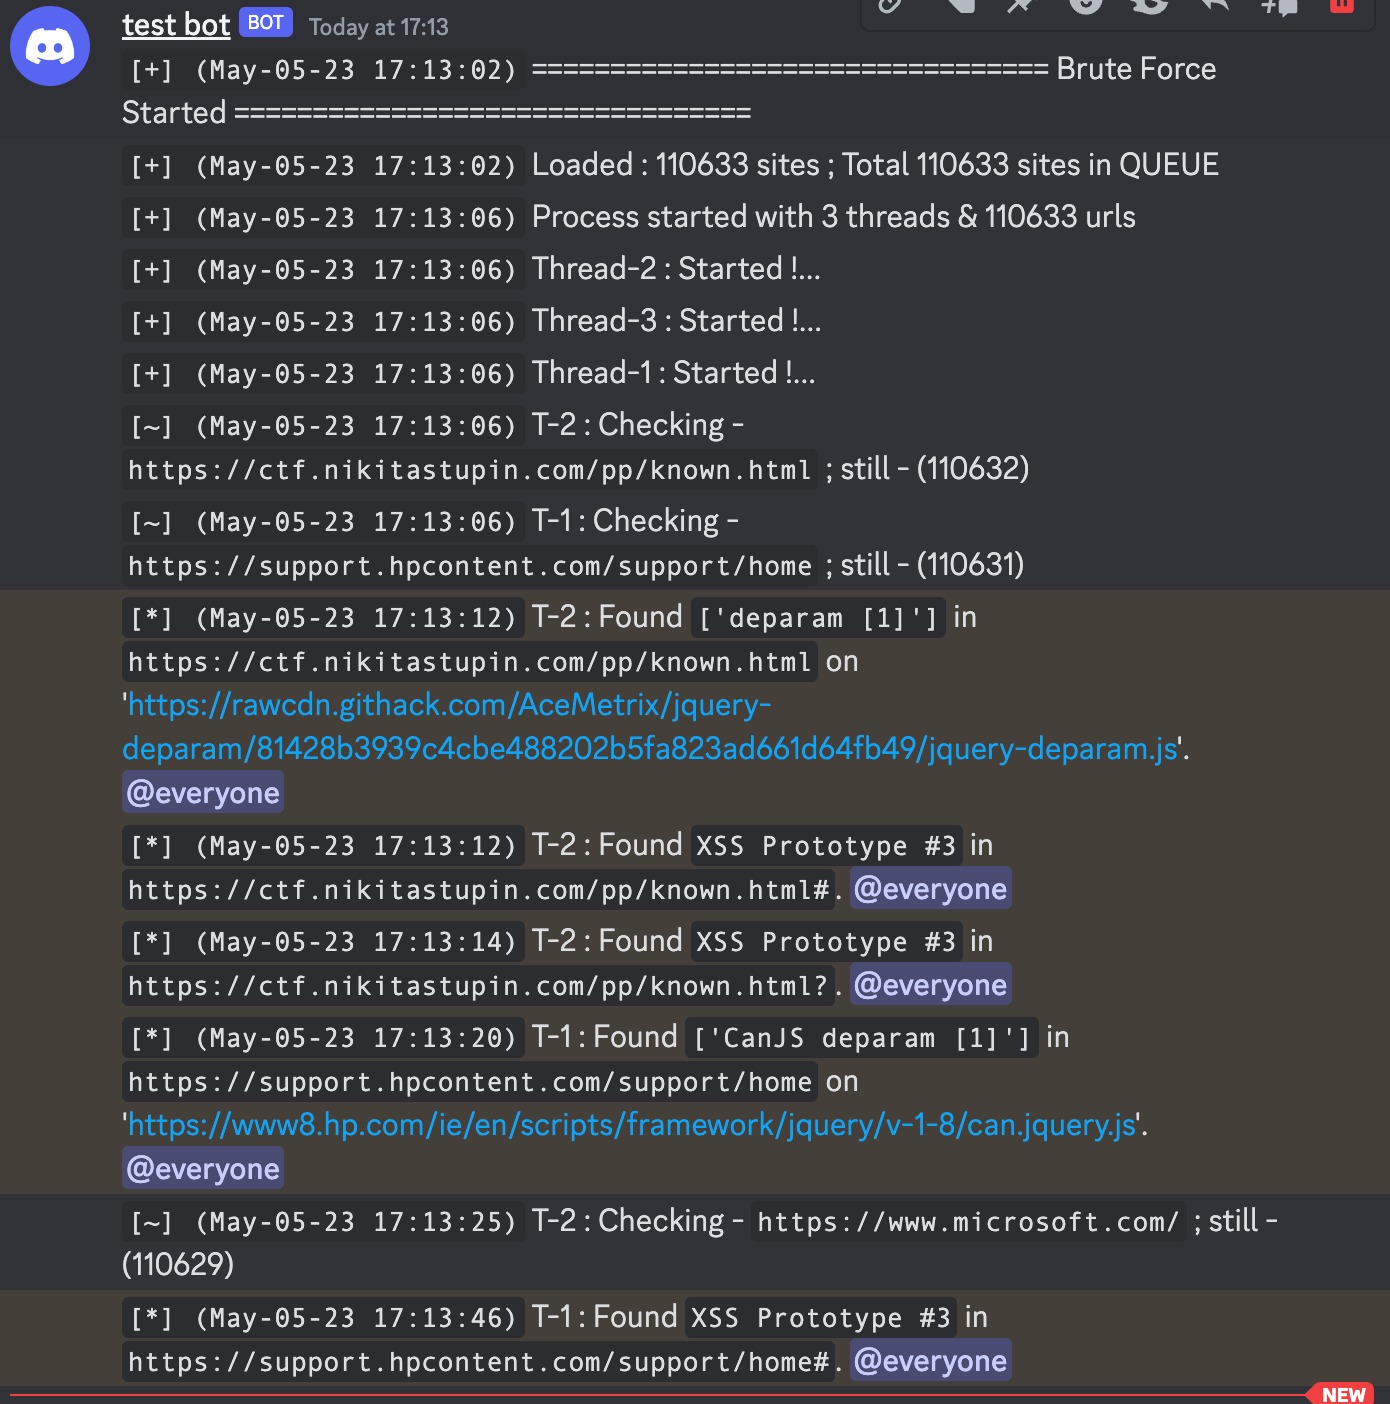 test bot BOT Today at 17:13
[+] (May-05-23 17:13:02) ================================= Brute Force
Started =================================
[+] (May-05-23 17:13:02) Loaded : 110633 sites ; Total 110633 sites in QUEUE
[+] (May-05-23 17:13:06) Process started with 3 threads & 110633 urls
[+] (May-05-23 17:13:06) Thread-2 : Started !...
[+] (May-05-23 17:13:06) Thread-3 : Started !...
[+] (May-05-23 17:13:06) Thread-1 : Started !...
[~] (May-05-23 17:13:06) T-2 : Checking -
https://ctf.nikitastupin.com/pp/known.html ; still - (110632)
[~] (May-05-23 17:13:06) T-1 : Checking -
https://support.hpcontent.com/support/home ; still - (110631)
[*] (May-05-23 17:13:12) T-2 : Found ['deparam [1]'] in
https://ctf.nikitastupin.com/pp/known.html on
'https://rawcdn.githack.com/AceMetrix/jquery-
deparam/81428b3939c4cbe488202b5fa823ad661d64fb49/jquery-deparam.js'.
@everyone
[*] (May-05-23 17:13:12) T-2 : Found XSS Prototype #3 in
https://ctf.nikitastupin.com/pp/known.html#. @everyone
[*] (May-05-23 17:13:14) T-2 : Found XSS Prototype #3 in
https://ctf.nikitastupin.com/pp/known.html?. @everyone
[*] (May-05-23 17:13:20) T-1 : Found ['CanJS deparam [1]'] in
https://support.hpcontent.com/support/home on
'https://www8.hp.com/ie/en/scripts/framework/jquery/v-1-8/can.jquery.js'.
@everyone
[~] (May-05-23 17:13:25) T-2 : Checking - https://www.microsoft.com/ ; still -
(110629)
[*] (May-05-23 17:13:46) T-1 : Found XSS Prototype #3 in
https://support.hpcontent.com/support/home#. @everyone
NEW